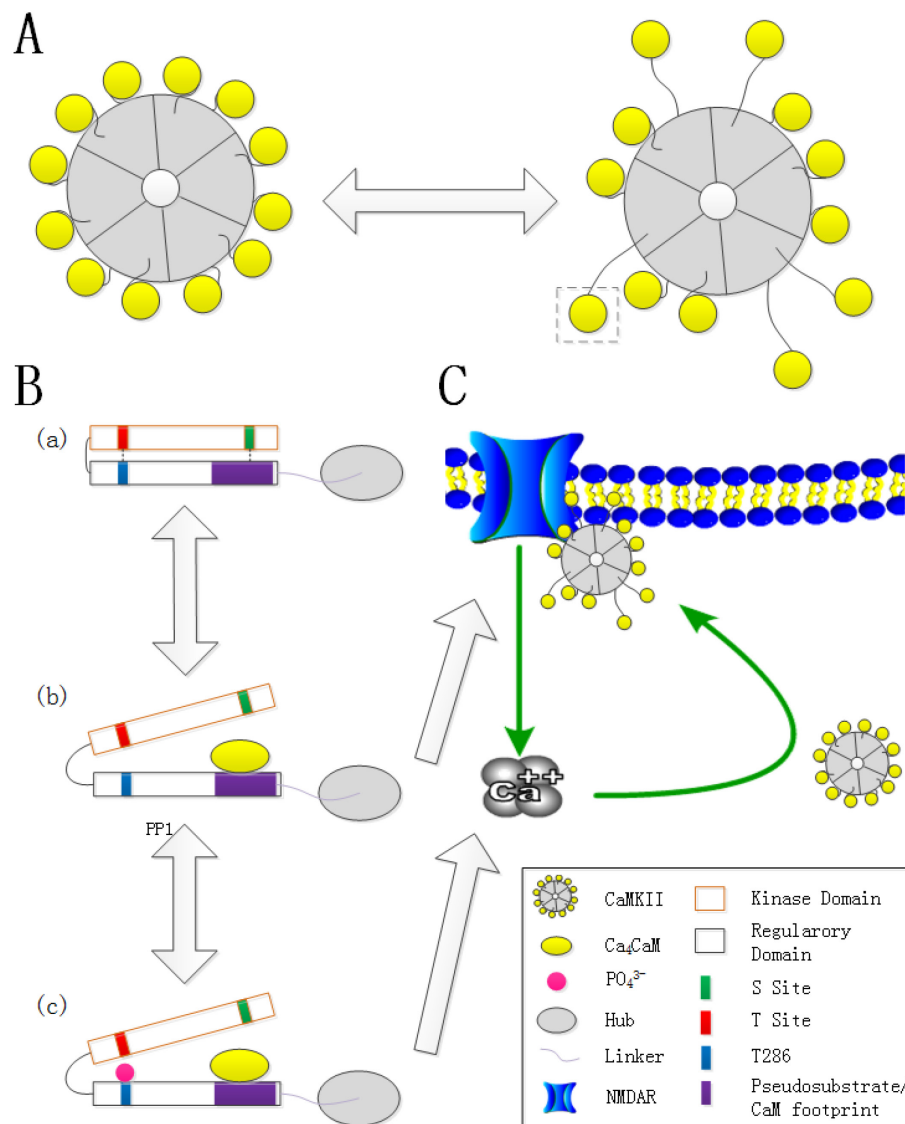 A
B
C
(a)
(b)
PP1
(c)
Ca++
CaMKII
Ca₄CaM
PO₄³⁻
Hub
Linker
NMDAR
Kinase Domain
Regularory
Domain
S Site
T Site
T286
Pseudosubstrate/
CaM footprint